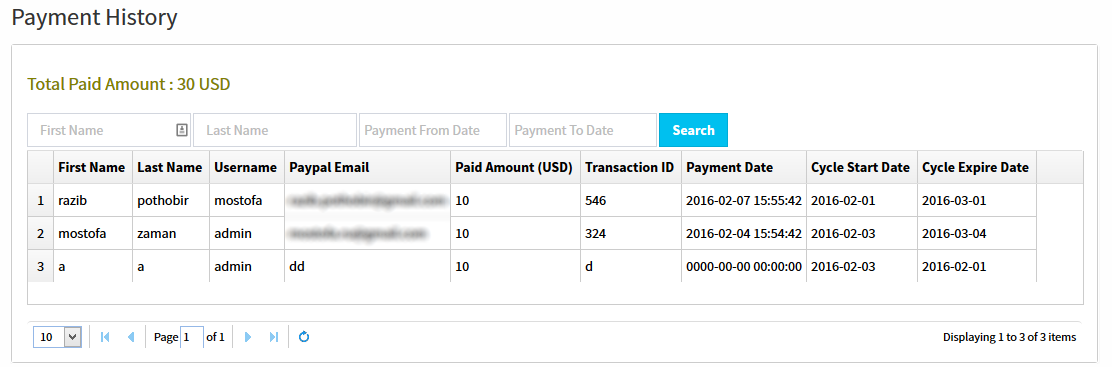 Payment History
Total Paid Amount : 30 USD
First Name Last Name Payment From Date Payment To Date Search
First Name Last Name Username Paypal Email Paid Amount (USD) Transaction ID Payment Date Cycle Start Date Cycle Expire Date
1 razib pothobir mostofa 10 546 2016-02-07 15:55:42 2016-02-01 2016-03-01
2 mostofa zaman admin 10 324 2016-02-04 15:54:42 2016-02-03 2016-03-04
3 a a admin dd 10 d 0000-00-00 00:00:00 2016-02-03 2016-02-01
10 Page 1 of 1 Displaying 1 to 3 of 3 items